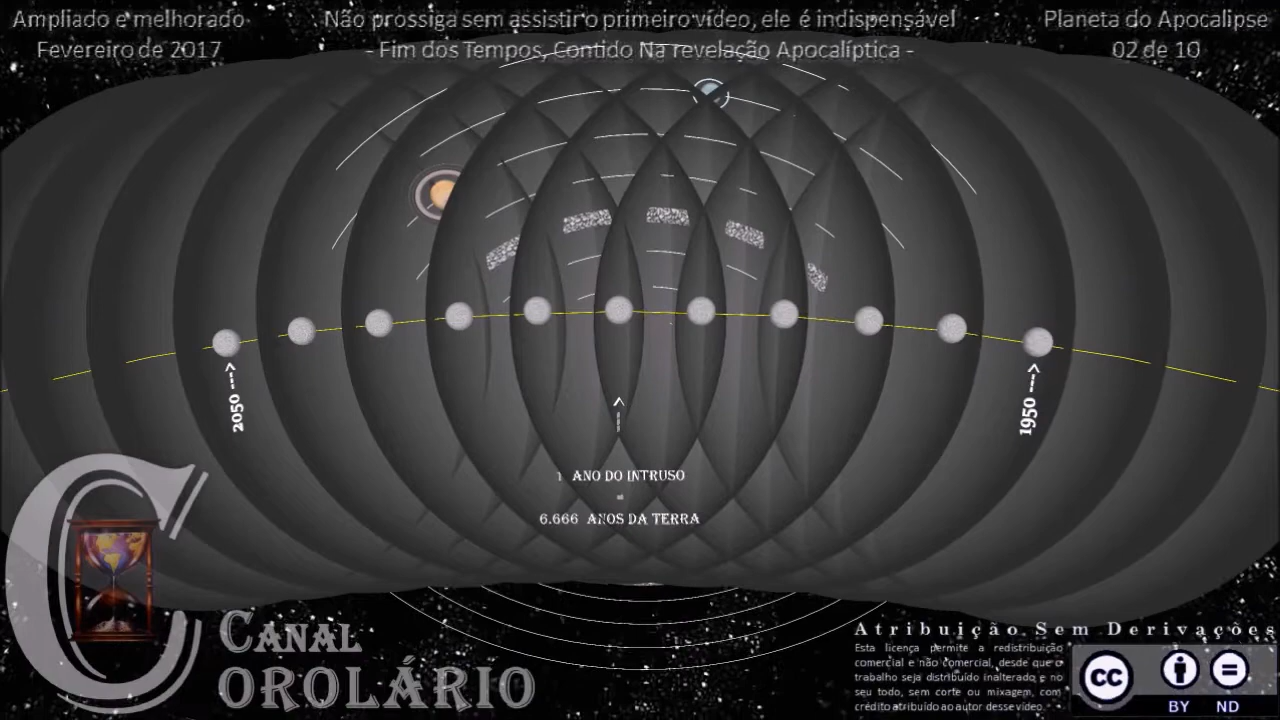 Ampliado e melhorado
Fevereiro de 2017
Não prossiga sem assistir o primeiro vídeo, ele é indispensável
- Fim dos Tempos, Contido Na revelação Apocalíptica -
Planeta do Apocalipse
02 de 10
2050 --->
1950 --->
1 ANO DO INTRUSO
6.666 ANOS DA TERRA
CANAL
COROLÁRIO
Atribuição Sem Derivações
Esta licença permite a redistribuição
comercial e não comercial, desde que o
trabalho seja distribuído inalterado e no
seu todo, sem corte ou mixagem, com
crédito atribuído ao autor desse vídeo.
CC
BY ND